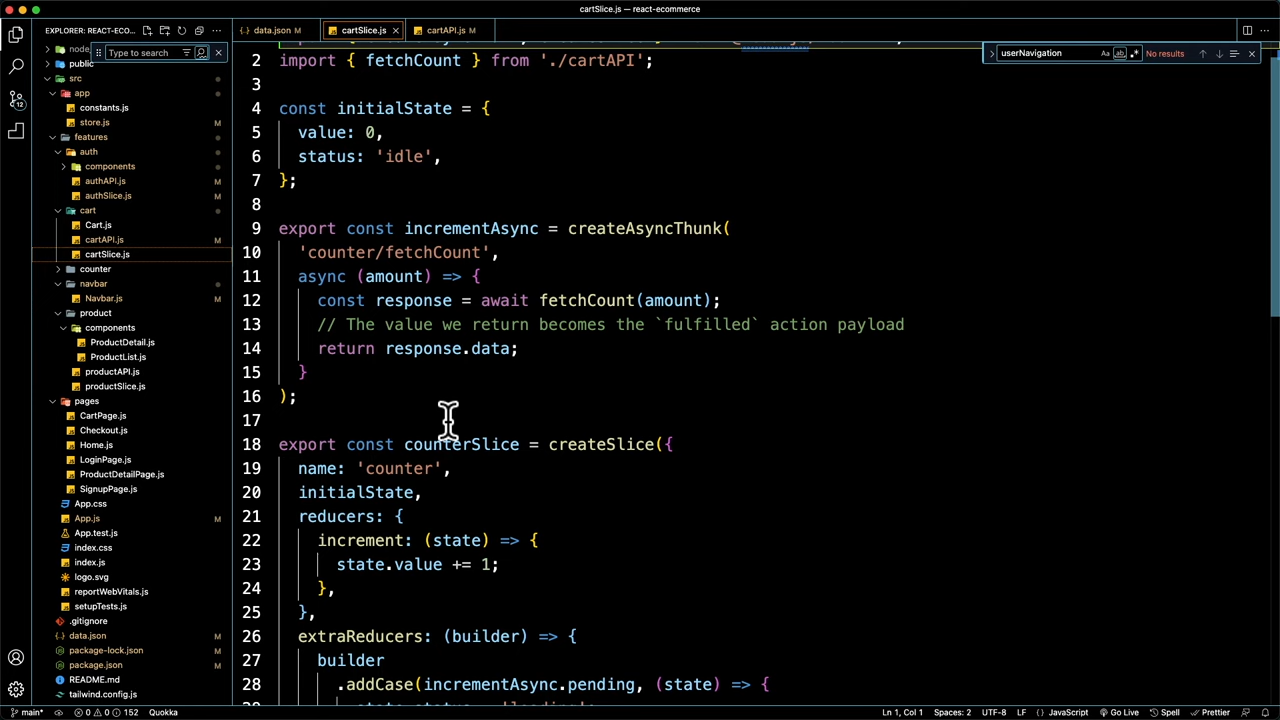 cartSlice.js — react-ecommerce
EXPLORER: REACT-ECO...
data.json M
cartSlice.js
cartAPI.js M
Type to search
userNavigation
Aa
ab
No results
public
src
app
constants.js
store.js M
features
auth
components
authAPI.js M
authSlice.js M
cart
Cart.js
cartAPI.js M
cartSlice.js
counter
navbar
Navbar.js M
product
components
ProductDetail.js
ProductList.js
productAPI.js
productSlice.js
pages
CartPage.js
Checkout.js
Home.js
LoginPage.js
ProductDetailPage.js
SignupPage.js
App.css
App.js M
App.test.js
index.css
index.js
logo.svg
reportWebVitals.js
setupTests.js
.gitignore
data.json M
package-lock.json M
package.json M
README.md
tailwind.config.js
12
2 import { fetchCount } from './cartAPI';
3
4 const initialState = {
5 value: 0,
6 status: 'idle',
7 };
8
9 export const incrementAsync = createAsyncThunk(
10 'counter/fetchCount',
11 async (amount) => {
12 const response = await fetchCount(amount);
13 // The value we return becomes the `fulfilled` action payload
14 return response.data;
15 }
16 );
17
18 export const counterSlice = createSlice({
19 name: 'counter',
20 initialState,
21 reducers: {
22 increment: (state) => {
23 state.value += 1;
24 },
25 },
26 extraReducers: (builder) => {
27 builder
28 .addCase(incrementAsync.pending, (state) => {
main*
0 0 152
Quokka
Ln 1, Col 1
Spaces: 2
UTF-8
LF
{ } JavaScript
Go Live
Spell
Prettier